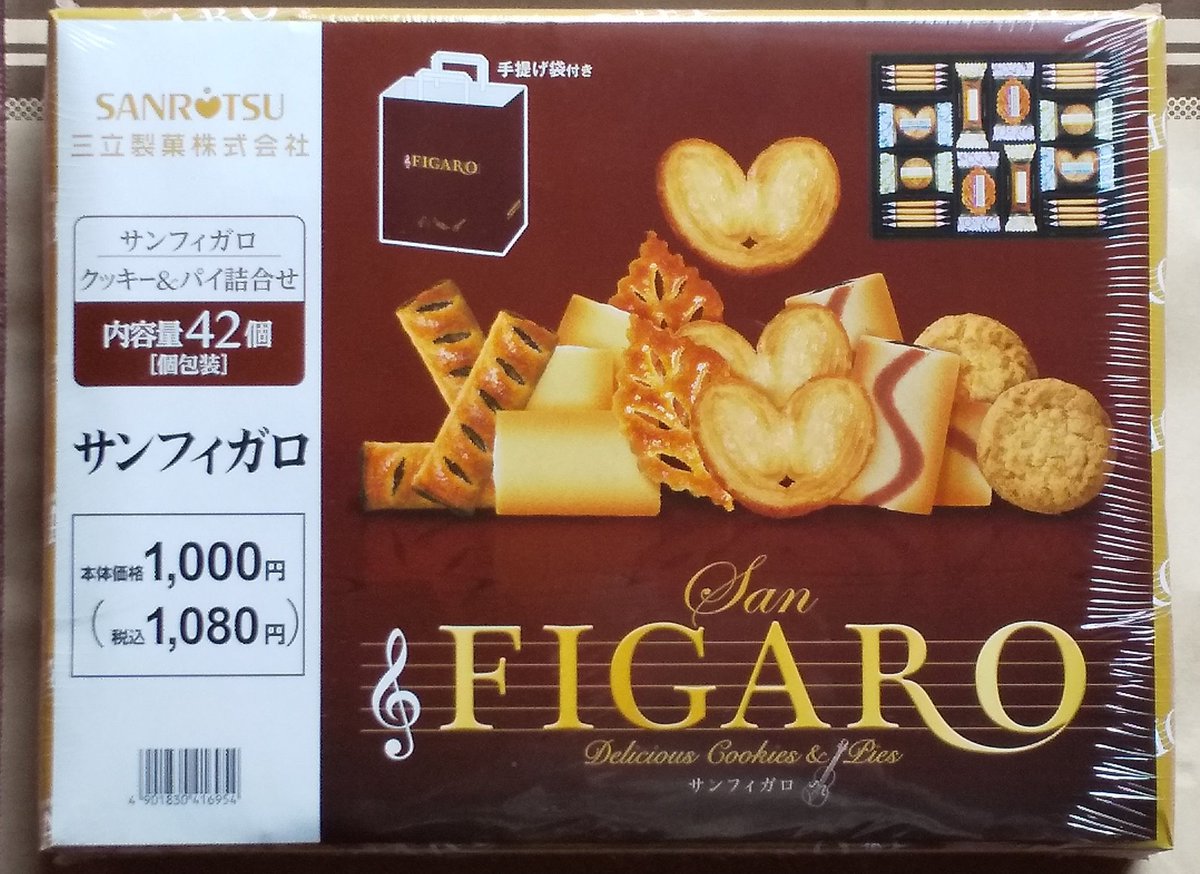 SANRITSU
三立製菓株式会社
サンフィガロ
クッキー&パイ詰合せ
内容量42個
[個包装]
サンフィガロ
本体価格1,000円
(税込1,080円)
4 901830 416954
手提げ袋付き
FIGARO
San
FIGARO
Delicious Cookies & Pies
サンフィガロ